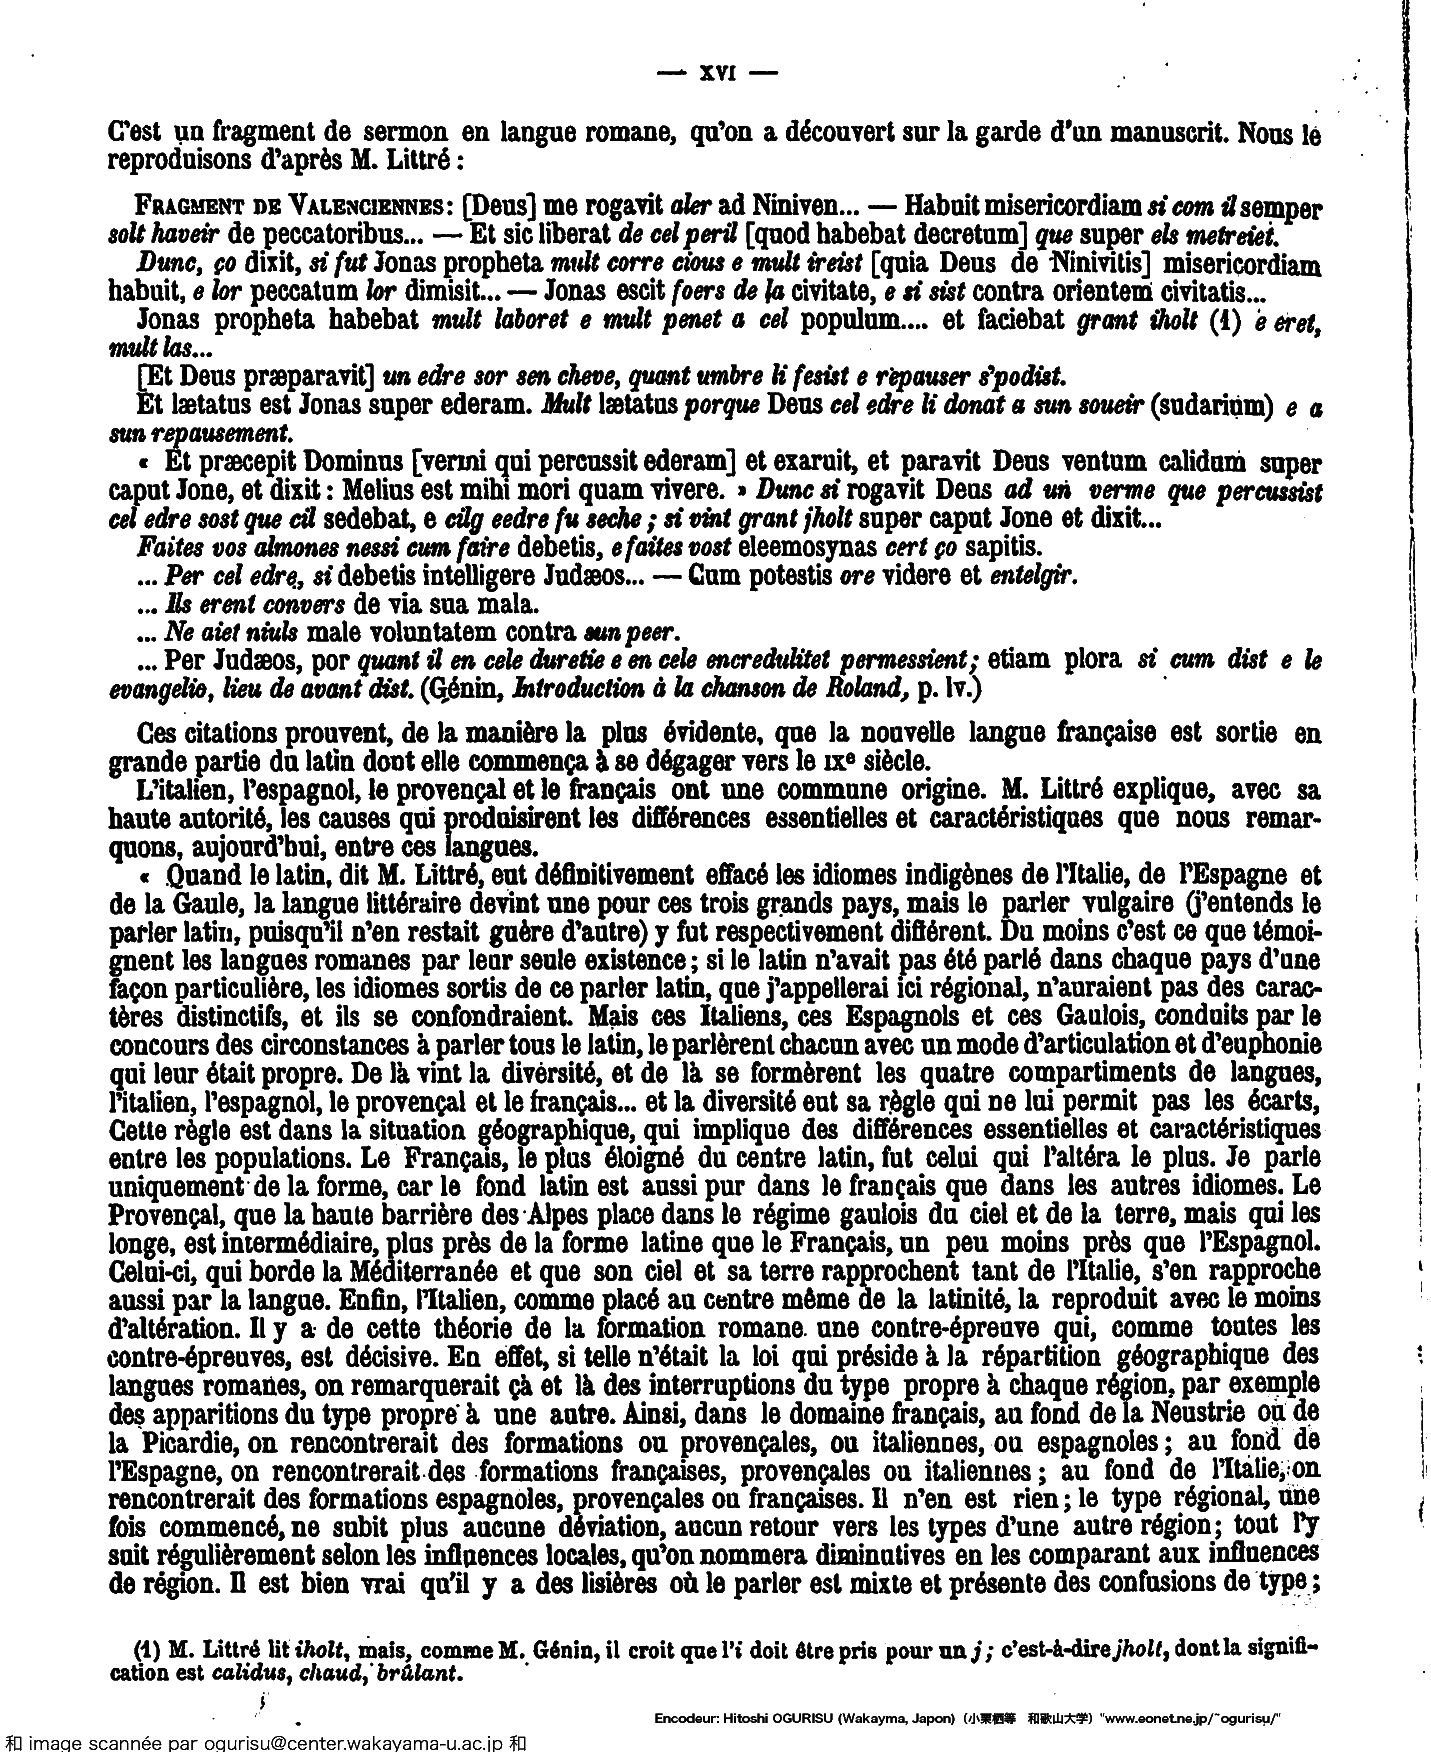 — XVI —
C'est un fragment de sermon en langue romane, qu'on a découvert sur la garde d'un manuscrit. Nous le
reproduisons d'après M. Littré :
FRAGMENT DE VALENCIENNES: [Deus] me rogavit aler ad Niniven... — Habuit misericordiam si com il semper
solt haveir de peccatoribus... — Et sic liberat de cel peril [quod habebat decretum] que super els metreiet.
Dunc, ço dixit, si fut Jonas propheta mult corre cious e mult ireist [quia Deus de Ninivitis] misericordiam
habuit, e lor peccatum lor dimisit... — Jonas escit foers de la civitate, e si sist contra orientem civitatis...
Jonas propheta habebat mult laboret e mult penet a cel populum.... et faciebat grant iholt (1) e eret,
mult las...
[Et Deus præparavit] un edre sor sen cheve, quant umbre li fesist e repauser s'podist.
Et lætatus est Jonas super ederam. Mult lætatus porque Deus cel edre li donat a sun soueir (sudarium) e a
sun repausement.
« Et præcepit Dominus [vermi qui percussit ederam] et exaruit, et paravit Deus ventum calidum super
caput Jone, et dixit : Melius est mihi mori quam vivere. » Dunc si rogavit Deus ad un verme que percussist
cel edre sost que cil sedebat, e cilg eedre fu seche ; si vint grant jholt super caput Jone et dixit...
Faites vos almones nessi cum faire debetis, e faites vost eleemosynas cert ço sapitis.
... Per cel edre, si debetis intelligere Judæos... — Cum potestis ore videre et entelgir.
... Ils erent convers de via sua mala.
... Ne aiet niuls male voluntatem contra sun peer.
... Per Judæos, por quant il en cele duretie e en cele encredulitet permessient ; etiam plora si cum dist e le
evangelio, lieu de avant dist. (Génin, Introduction à la chanson de Roland, p. lv.)
Ces citations prouvent, de la manière la plus évidente, que la nouvelle langue française est sortie en
grande partie du latin dont elle commença à se dégager vers le IXe siècle.
L'italien, l'espagnol, le provençal et le français ont une commune origine. M. Littré explique, avec sa
haute autorité, les causes qui produisirent les différences essentielles et caractéristiques que nous remar-
quons, aujourd'hui, entre ces langues.
« Quand le latin, dit M. Littré, eut définitivement effacé les idiomes indigènes de l'Italie, de l'Espagne et
de la Gaule, la langue littéraire devint une pour ces trois grands pays, mais le parler vulgaire (j'entends le
parler latin, puisqu'il n'en restait guère d'autre) y fut respectivement différent. Du moins c'est ce que témoi-
gnent les langues romanes par leur seule existence ; si le latin n'avait pas été parlé dans chaque pays d'une
façon particulière, les idiomes sortis de ce parler latin, que j'appellerai ici régional, n'auraient pas des carac-
tères distinctifs, et ils se confondraient. Mais ces Italiens, ces Espagnols et ces Gaulois, conduits par le
concours des circonstances à parler tous le latin, le parlèrent chacun avec un mode d'articulation et d'euphonie
qui leur était propre. De là vint la diversité, et de là se formèrent les quatre compartiments de langues,
l'italien, l'espagnol, le provençal et le français... et la diversité eut sa règle qui ne lui permit pas les écarts,
Cette règle est dans la situation géographique, qui implique des différences essentielles et caractéristiques
entre les populations. Le Français, le plus éloigné du centre latin, fut celui qui l'altéra le plus. Je parle
uniquement de la forme, car le fond latin est aussi pur dans le français que dans les autres idiomes. Le
Provençal, que la haute barrière des Alpes place dans le régime gaulois du ciel et de la terre, mais qui les
longe, est intermédiaire, plus près de la forme latine que le Français, un peu moins près que l'Espagnol.
Celui-ci, qui borde la Méditerranée et que son ciel et sa terre rapprochent tant de l'Italie, s'en rapproche
aussi par la langue. Enfin, l'Italien, comme placé au centre même de la latinité, la reproduit avec le moins
d'altération. Il y a de cette théorie de la formation romane une contre-épreuve qui, comme toutes les
contre-épreuves, est décisive. En effet, si telle n'était la loi qui préside à la répartition géographique des
langues romanes, on remarquerait çà et là des interruptions du type propre à chaque région, par exemple
des apparitions du type propre à une autre. Ainsi, dans le domaine français, au fond de la Neustrie ou de
la Picardie, on rencontrerait des formations ou provençales, ou italiennes, ou espagnoles ; au fond de
l'Espagne, on rencontrerait des formations françaises, provençales ou italiennes ; au fond de l'Italie, on
rencontrerait des formations espagnoles, provençales ou françaises. Il n'en est rien ; le type régional, une
fois commencé, ne subit plus aucune déviation, aucun retour vers les types d'une autre région ; tout l'y
suit régulièrement selon les influences locales, qu'on nommera diminutives en les comparant aux influences
de région. Il est bien vrai qu'il y a des lisières où le parler est mixte et présente des confusions de type ;
(1) M. Littré lit iholt, mais, comme M. Génin, il croit que l'i doit être pris pour un j ; c'est-à-dire jholt, dont la signifi-
cation est calidus, chaud, brûlant.
Encodeur: Hitoshi OGURISU (Wakayma, Japon) (小栗栖等 和歌山大学) "www.eonet.ne.jp/~ogurisu/"
和 image scannée par ogurisu@center.wakayama-u.ac.jp 和